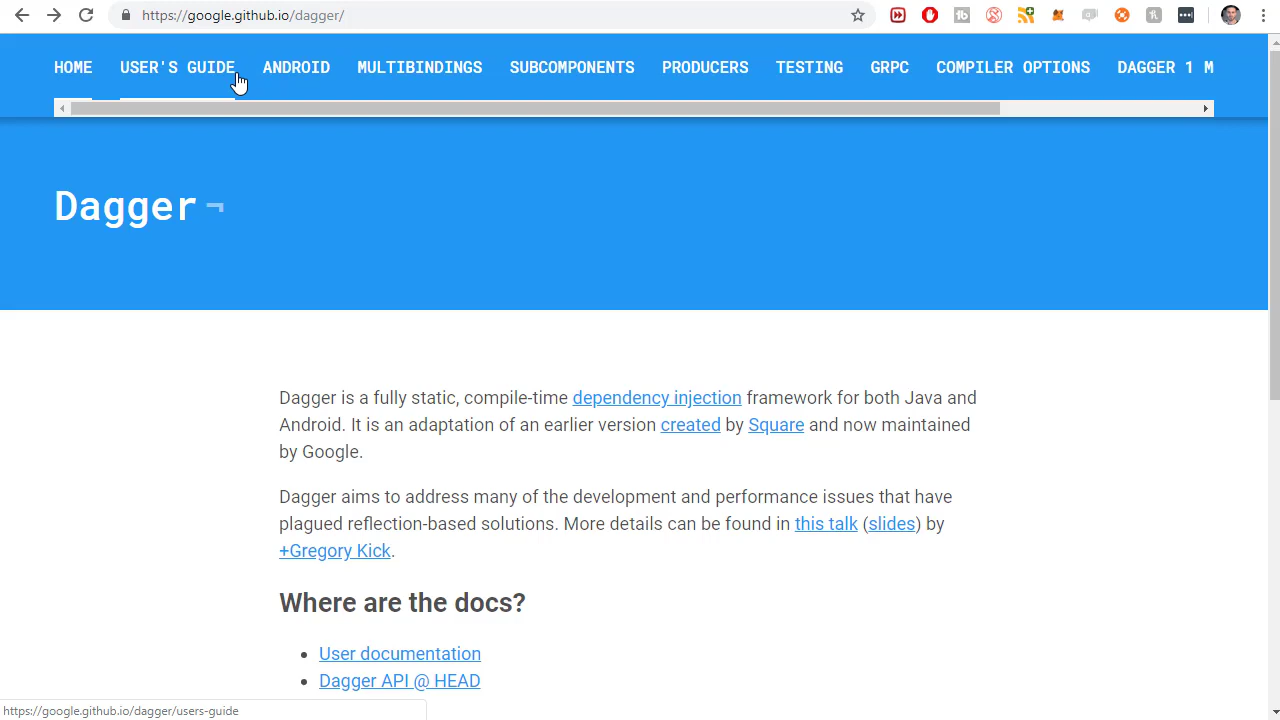 https://google.github.io/dagger/
HOME USER'S GUIDE ANDROID MULTIBINDINGS SUBCOMPONENTS PRODUCERS TESTING GRPC COMPILER OPTIONS DAGGER 1 M
Dagger ¬
Dagger is a fully static, compile-time dependency injection framework for both Java and
Android. It is an adaptation of an earlier version created by Square and now maintained
by Google.
Dagger aims to address many of the development and performance issues that have
plagued reflection-based solutions. More details can be found in this talk (slides) by
+Gregory Kick.
Where are the docs?
• User documentation
• Dagger API @ HEAD
https://google.github.io/dagger/users-guide